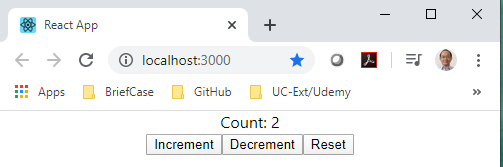 React App
localhost:3000
Apps BriefCase GitHub UC-Ext/Udemy
Count: 2
Increment Decrement Reset